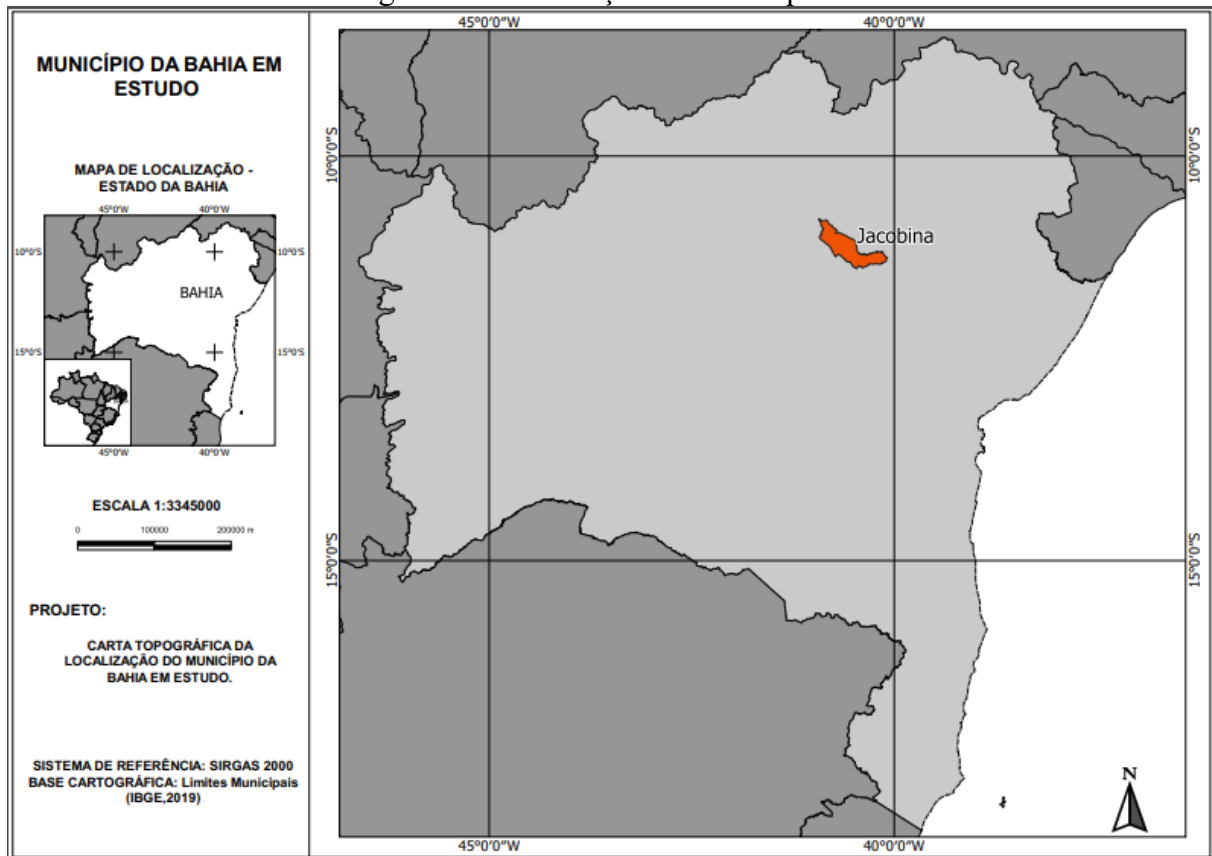 MUNICÍPIO DA BAHIA EM
ESTUDO
MAPA DE LOCALIZAÇÃO -
ESTADO DA BAHIA
45°0'W
40°0'W
10°0'S
10°0'S
BAHIA
15°0'S
15°0'S
45°0'W
40°0'W
ESCALA 1:3345000
0
100000
200000 m
PROJETO:
CARTA TOPOGRÁFICA DA
LOCALIZAÇÃO DO MUNICÍPIO DA
BAHIA EM ESTUDO.
SISTEMA DE REFERÊNCIA: SIRGAS 2000
BASE CARTOGRÁFICA: Limites Municipais
(IBGE,2019)
45°0'0"W
40°0'0"W
10°0'0"S
10°0'0"S
Jacobina
15°0'0"S
15°0'0"S
N
45°0'0"W
40°0'0"W